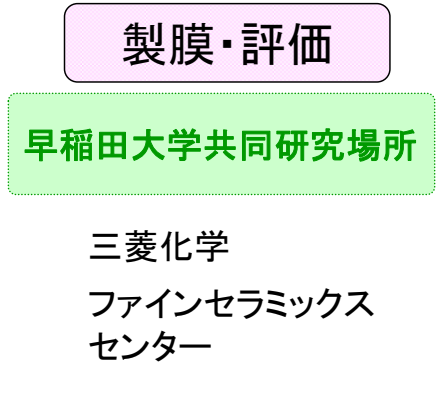 製膜・評価
早稲田大学共同研究場所
三菱化学
ファインセラミックス
センター